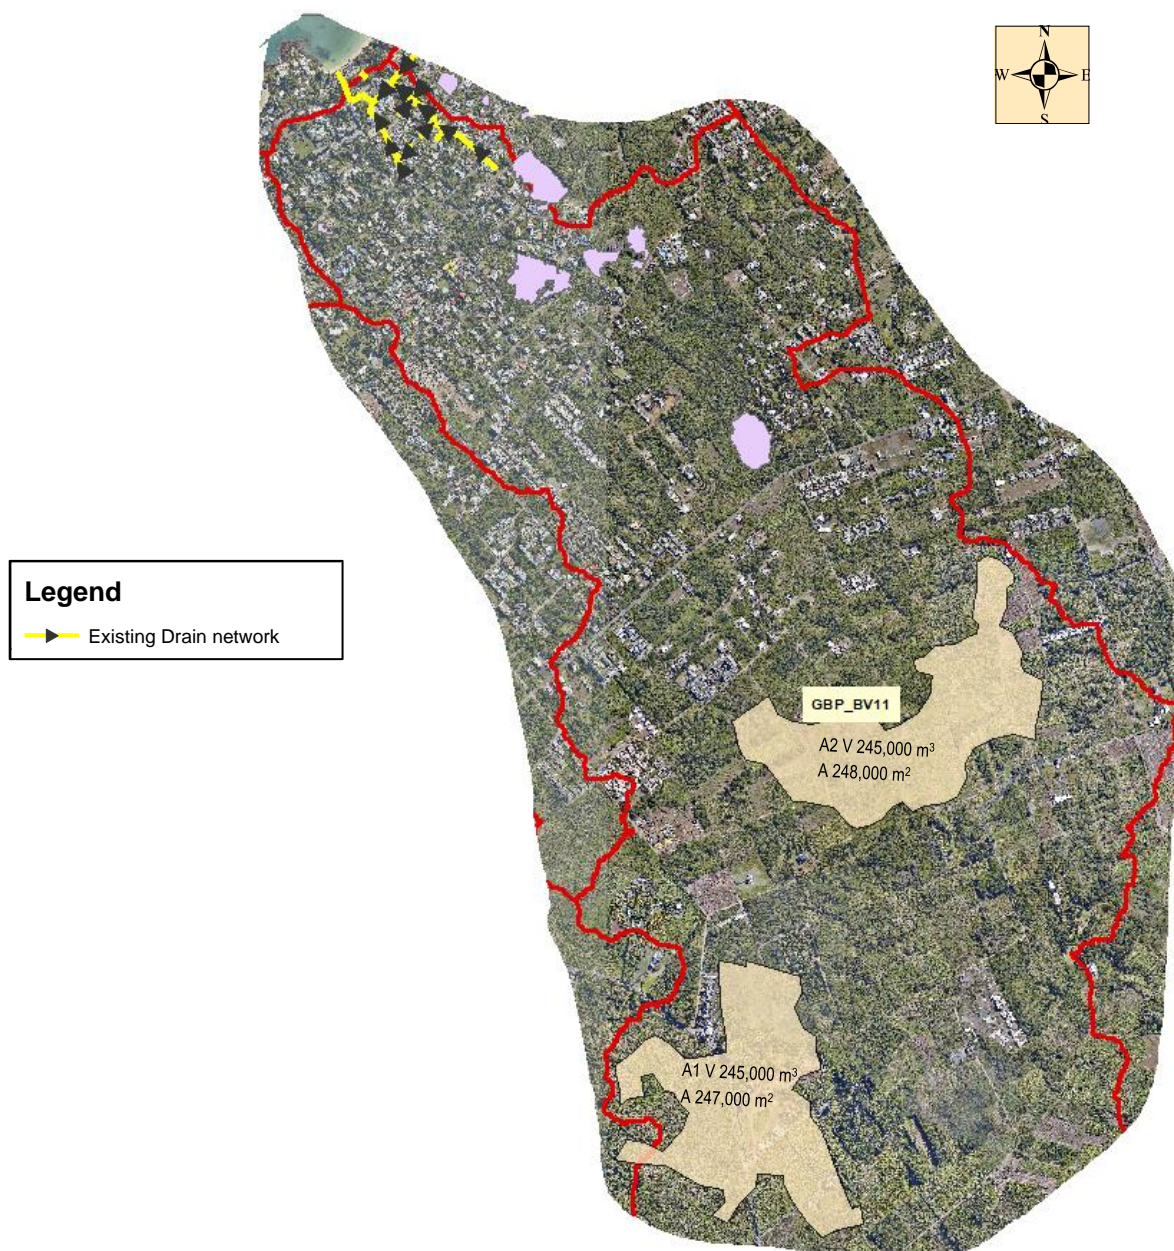 N
W E
S
Legend
Existing Drain network
GBP_BV11
A2 V 245,000 m³
A 248,000 m²
A1 V 245,000 m³
A 247,000 m²